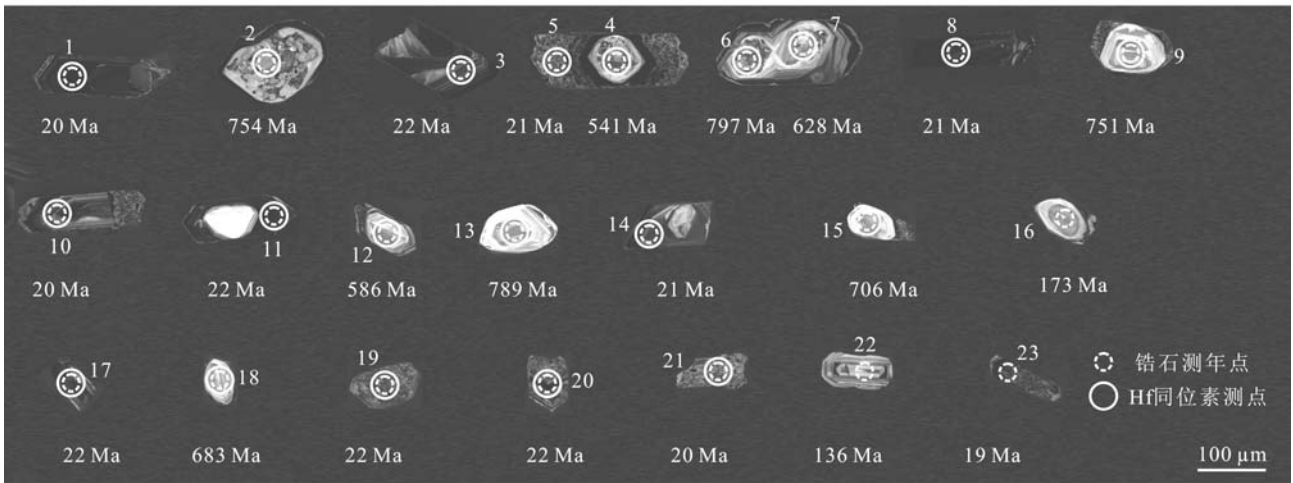 1
2
3
5
4
6
7
8
9
20 Ma
754 Ma
22 Ma
21 Ma
541 Ma
797 Ma
628 Ma
21 Ma
751 Ma
10
11
12
13
14
15
16
20 Ma
22 Ma
586 Ma
789 Ma
21 Ma
706 Ma
173 Ma
17
18
19
20
21
22
23
锆石测年点
Hf同位素测点
22 Ma
683 Ma
22 Ma
22 Ma
20 Ma
136 Ma
19 Ma
100 µm